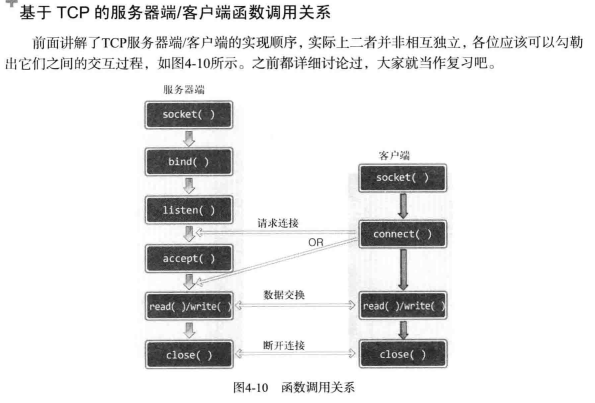 基于 TCP 的服务器端/客户端函数调用关系
前面讲解了TCP服务器端/客户端的实现顺序，实际上二者并非相互独立，各位应该可以勾勒
出它们之间的交互过程，如图4-10所示。之前都详细讨论过，大家就当作复习吧。
服务器端
socket( )
bind( )
客户端
socket( )
listen( )
请求连接
connect( )
OR
accept( )
数据交换
read( )/write( )
read( )/write( )
断开连接
close( )
close( )
图4-10 函数调用关系